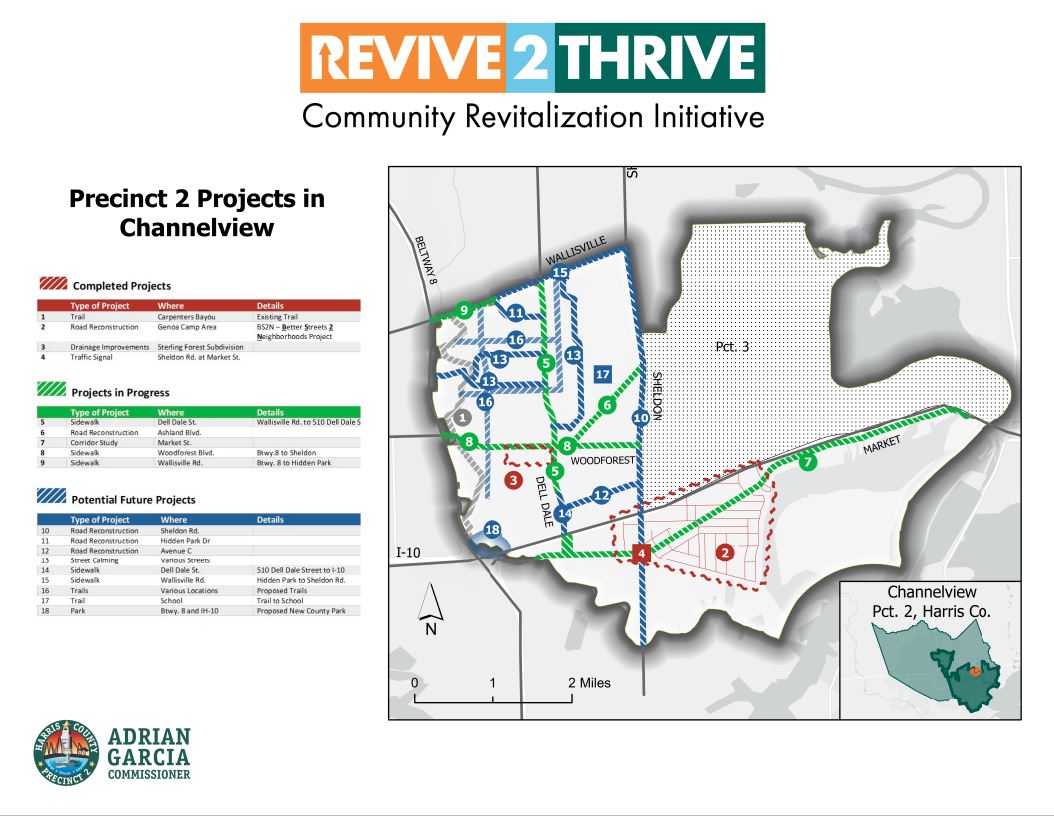 REVIVE 2 THRIVE
Community Revitalization Initiative
Precinct 2 Projects in
Channelview
Completed Projects
Type of Project Where Details
1 Trail Carpenters Bayou Existing Trail
2 Road Reconstruction Genoa Camp Area BS2N – Better Streets 2
Neighborhoods Project
3 Drainage Improvements Sterling Forest Subdivision
4 Traffic Signal Sheldon Rd. at Market St.
Projects in Progress
Type of Project Where Details
5 Sidewalk Dell Dale St. Wallisville Rd. to 510 Dell Dale S
6 Road Reconstruction Ashland Blvd.
7 Corridor Study Market St.
8 Sidewalk Woodforest Blvd. Btwy.8 to Sheldon
9 Sidewalk Wallisville Rd. Btwy. 8 to Hidden Park
Potential Future Projects
Type of Project Where Details
10 Road Reconstruction Sheldon Rd.
11 Road Reconstruction Hidden Park Dr
12 Road Reconstruction Avenue C
13 Street Calming Various Streets
14 Sidewalk Dell Dale St. 510 Dell Dale Street to I-10
15 Sidewalk Wallisville Rd. Hidden Park to Sheldon Rd.
16 Trails Various Locations Proposed Trails
17 Trail School Trail to School
18 Park Btwy. 8 and IH-10 Proposed New County Park
HARRIS COUNTY
PRECINCT 2
ADRIAN
GARCIA
COMMISSIONER
SI
BELTWAY 8
WALLISVILLE
15
9
11
16
13
13
5
13
17
Pct. 3
16
1
6
SHELDON
10
8
8
WOODFOREST
MARKET
7
5
3
DELL DALE
12
14
18
I-10
4
2
N
0 1 2 Miles
Channelview
Pct. 2, Harris Co.